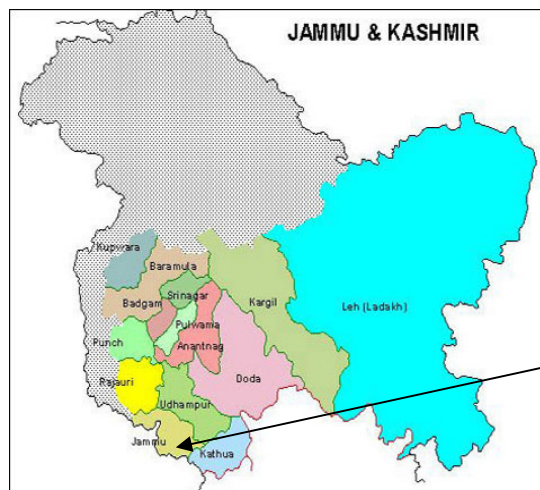 JAMMU & KASHMIR
Kupwara
Baramula
Srinagar
Badgam
Kargil
Leh (Ladakh)
Pulwama
Punch
Anantnag
Rajauri
Doda
Udhampur
Jammu
Kathua